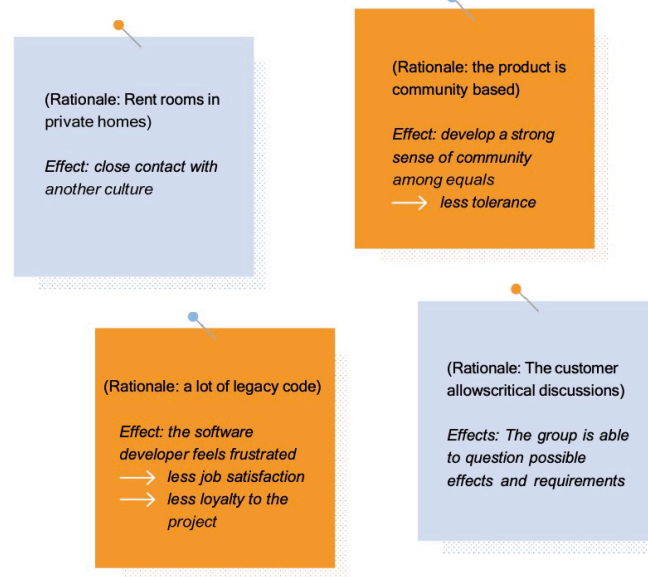 (Rationale: Rent rooms in
private homes)
Effect: close contact with
another culture
(Rationale: the product is
community based)
Effect: develop a strong
sense of community
among equals
→ less tolerance
(Rationale: a lot of legacy code)
Effect: the software
developer feels frustrated
→ less job satisfaction
→ less loyalty to the
project
(Rationale: The customer
allowscritical discussions)
Effects: The group is able
to question possible
effects and requirements